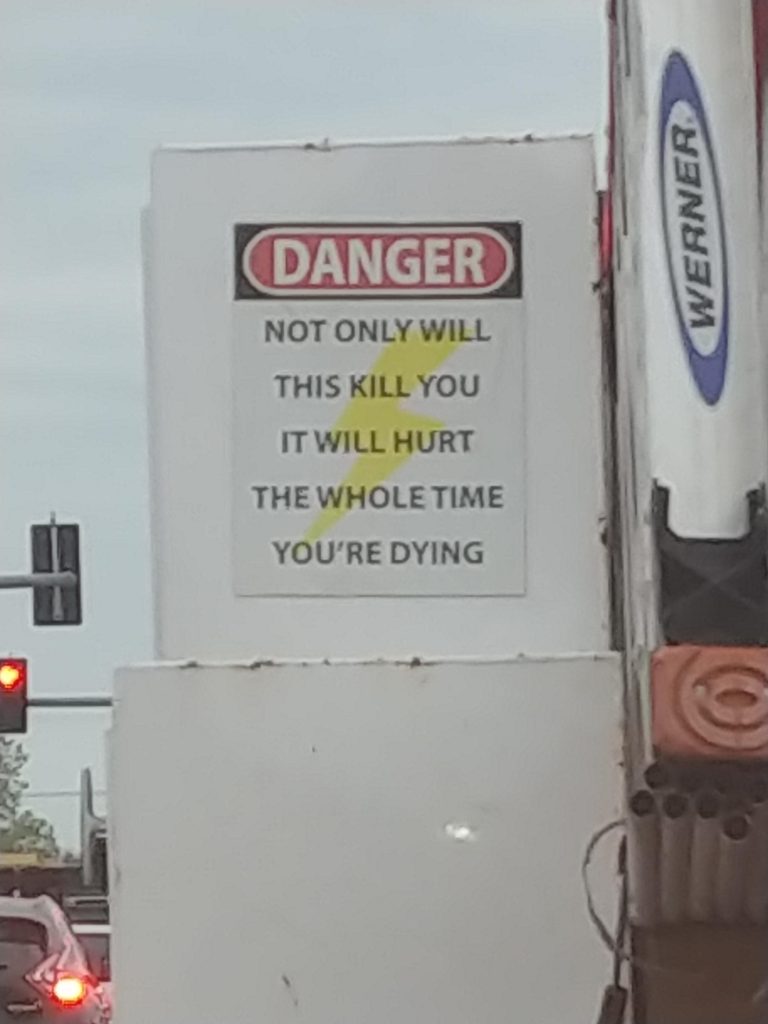 DANGER
NOT ONLY WILL
THIS KILL YOU
IT WILL HURT
THE WHOLE TIME
YOU'RE DYING
WERNER